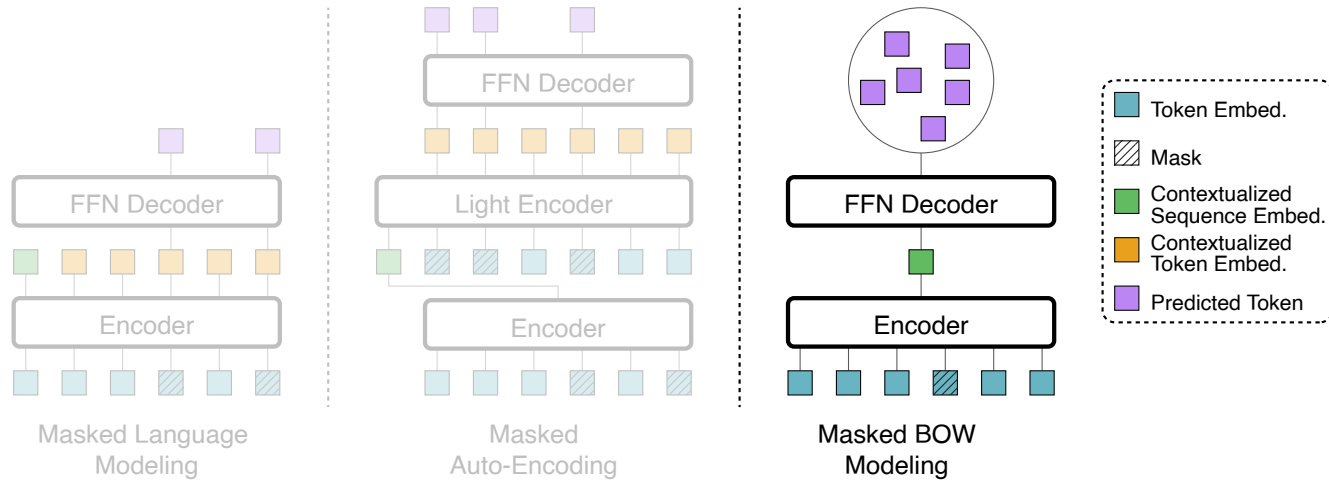 FFN Decoder
Encoder
Masked Language
Modeling
FFN Decoder
Light Encoder
Encoder
Masked
Auto-Encoding
FFN Decoder
Encoder
Masked BOW
Modeling
Token Embed.
Mask
Contextualized
Sequence Embed.
Contextualized
Token Embed.
Predicted Token